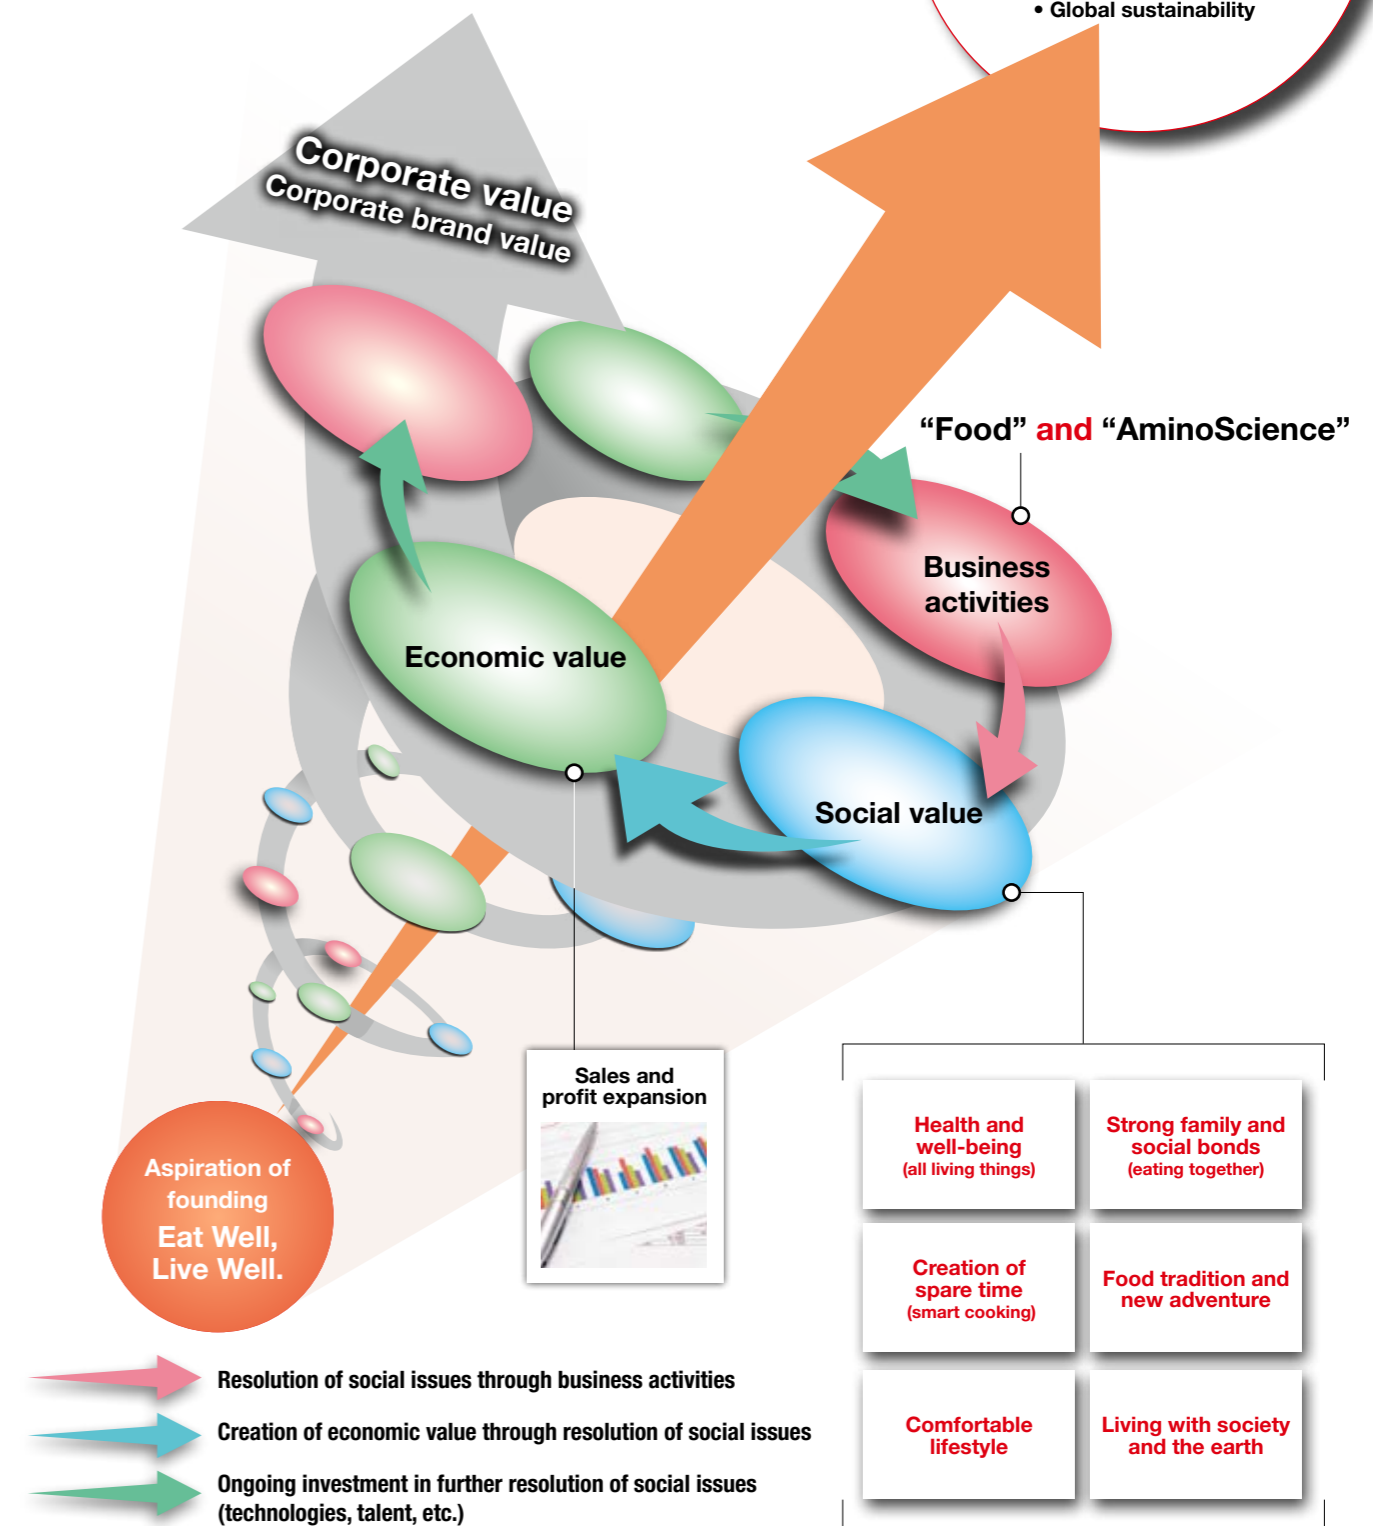 • Global sustainability
Corporate value
Corporate brand value
“Food” and “AminoScience”
Business
activities
Economic value
Social value
Sales and
profit expansion
Health and
well-being
(all living things)
Strong family and
social bonds
(eating together)
Creation of
spare time
(smart cooking)
Food tradition and
new adventure
Comfortable
lifestyle
Living with society
and the earth
Aspiration of
founding
Eat Well,
Live Well.
Resolution of social issues through business activities
Creation of economic value through resolution of social issues
Ongoing investment in further resolution of social issues
(technologies, talent, etc.)